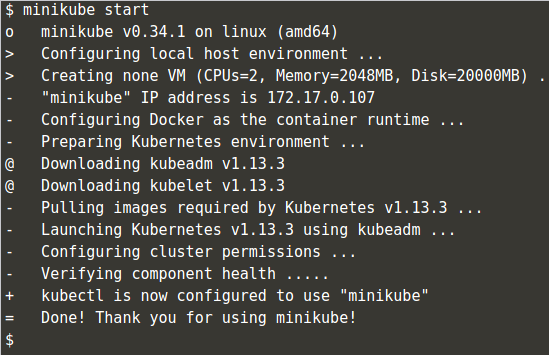 $ minikube start
o   minikube v0.34.1 on linux (amd64)
>   Configuring local host environment ...
>   Creating none VM (CPUs=2, Memory=2048MB, Disk=20000MB) .
-   "minikube" IP address is 172.17.0.107
-   Configuring Docker as the container runtime ...
-   Preparing Kubernetes environment ...
@   Downloading kubeadm v1.13.3
@   Downloading kubelet v1.13.3
-   Pulling images required by Kubernetes v1.13.3 ...
-   Launching Kubernetes v1.13.3 using kubeadm ...
-   Configuring cluster permissions ...
-   Verifying component health .....
+   kubectl is now configured to use "minikube"
=   Done! Thank you for using minikube!
$